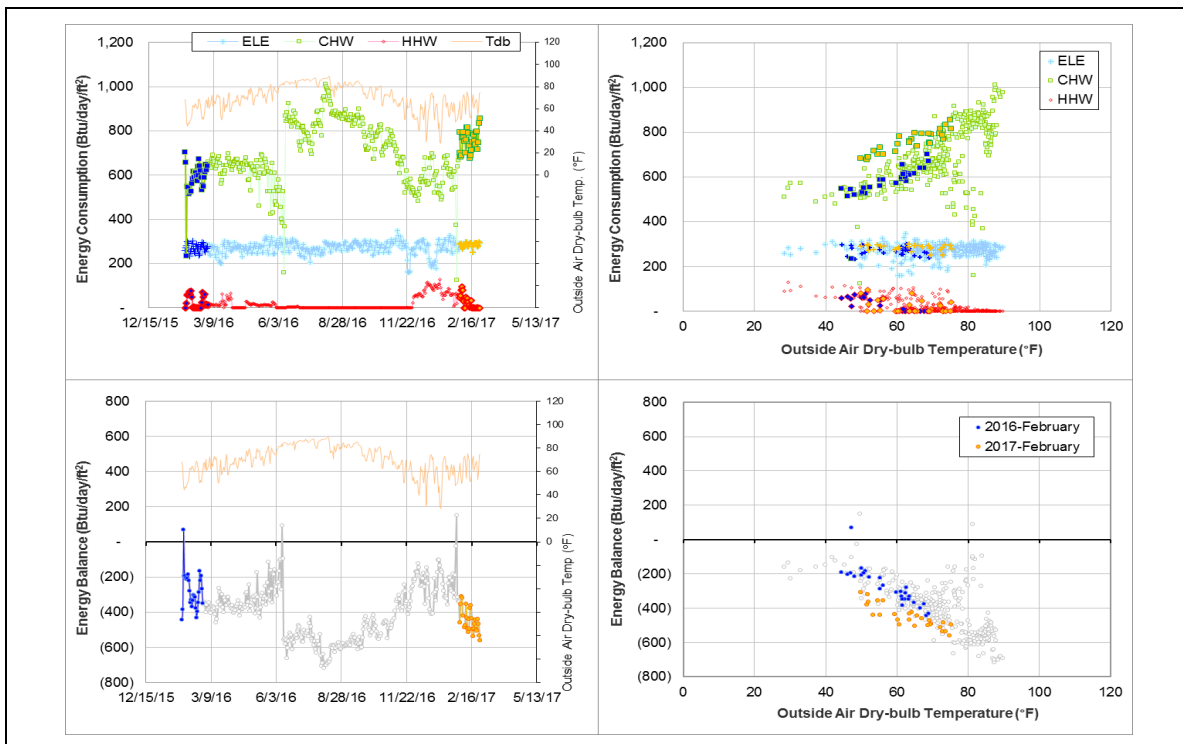 ELE CHW HHW Tdb
1,200
1,000
800
600
400
200
-
120
100
80
60
40
20
0
Energy Consumption (Btu/day/ft²)
Outside Air Dry-bulb Temp. (°F)
12/15/15 3/9/16 6/3/16 8/28/16 11/22/16 2/16/17 5/13/17
1,200
1,000
800
600
400
200
-
Energy Consumption (Btu/day/ft²)
ELE
CHW
HHW
0 20 40 60 80 100 120
Outside Air Dry-bulb Temperature (°F)
800
600
400
200
-
(200)
(400)
(600)
(800)
120
100
80
60
40
20
0
Energy Balance (Btu/day/ft²)
Outside Air Dry-bulb Temp (°F)
12/15/15 3/9/16 6/3/16 8/28/16 11/22/16 2/16/17 5/13/17
800
600
400
200
-
(200)
(400)
(600)
(800)
Energy Balance (Btu/day/ft²)
2016-February
2017-February
0 20 40 60 80 100 120
Outside Air Dry-bulb Temperature (°F)